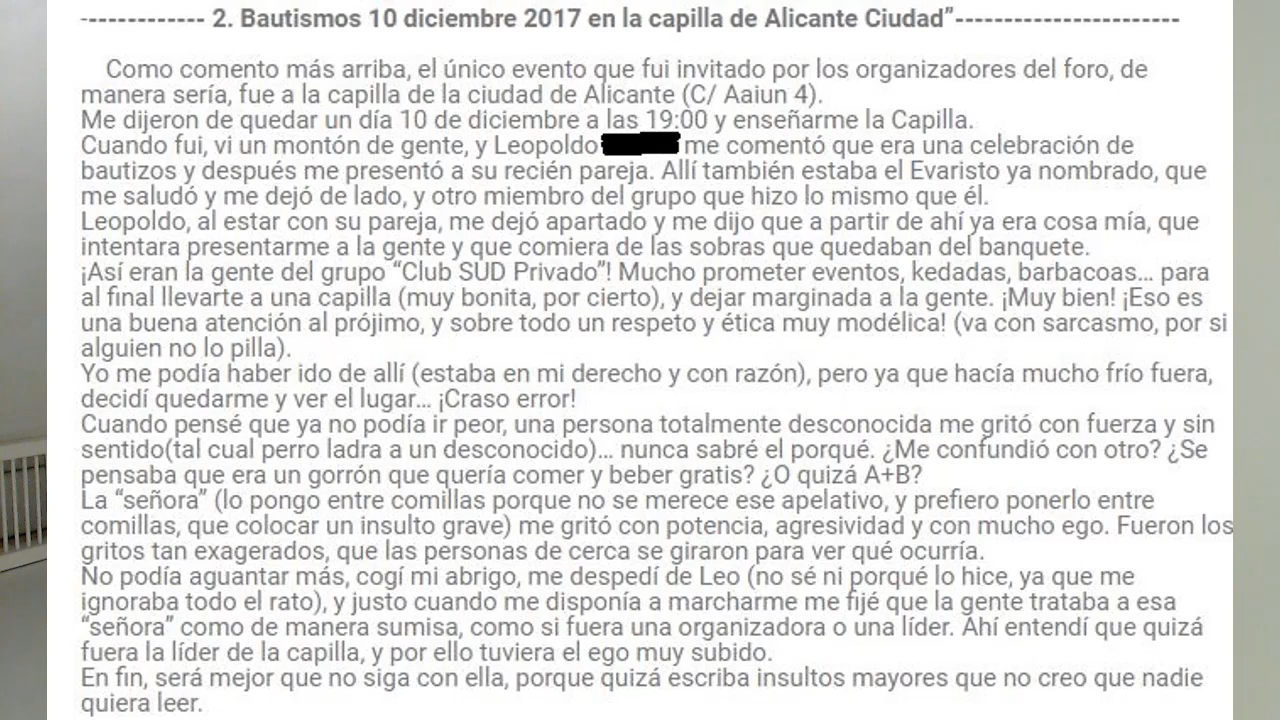 ------------ 2. Bautismos 10 diciembre 2017 en la capilla de Alicante Ciudad”----------------------
Como comento más arriba, el único evento que fui invitado por los organizadores del foro, de
manera sería, fue a la capilla de la ciudad de Alicante (C/ Aaiun 4).
Me dijeron de quedar un día 10 de diciembre a las 19:00 y enseñarme la Capilla.
Cuando fui, vi un montón de gente, y Leopoldo me comentó que era una celebración de
bautizos y después me presentó a su recién pareja. Allí también estaba el Evaristo ya nombrado, que
me saludó y me dejó de lado, y otro miembro del grupo que hizo lo mismo que él.
Leopoldo, al estar con su pareja, me dejó apartado y me dijo que a partir de ahí ya era cosa mía, que
intentara presentarme a la gente y que comiera de las sobras que quedaban del banquete.
¡Así eran la gente del grupo “Club SUD Privado”! Mucho prometer eventos, kedadas, barbacoas... para
al final llevarte a una capilla (muy bonita, por cierto), y dejar marginada a la gente. ¡Muy bien! ¡Eso es
una buena atención al prójimo, y sobre todo un respeto y ética muy modélica! (va con sarcasmo, por si
alguien no lo pilla).
Yo me podía haber ido de allí (estaba en mi derecho y con razón), pero ya que hacía mucho frío fuera,
decidí quedarme y ver el lugar... ¡Craso error!
Cuando pensé que ya no podía ir peor, una persona totalmente desconocida me gritó con fuerza y sin
sentido(tal cual perro ladra a un desconocido)... nunca sabré el porqué. ¿Me confundió con otro? ¿Se
pensaba que era un gorrón que quería comer y beber gratis? ¿O quizá A+B?
La “señora” (lo pongo entre comillas porque no se merece ese apelativo, y prefiero ponerlo entre
comillas, que colocar un insulto grave) me gritó con potencia, agresividad y con mucho ego. Fueron los
gritos tan exagerados, que las personas de cerca se giraron para ver qué ocurría.
No podía aguantar más, cogí mi abrigo, me despedí de Leo (no sé ni porqué lo hice, ya que me
ignoraba todo el rato), y justo cuando me disponía a marcharme me fijé que la gente trataba a esa
“señora” como de manera sumisa, como si fuera una organizadora o una líder. Ahí entendí que quizá
fuera la líder de la capilla, y por ello tuviera el ego muy subido.
En fin, será mejor que no siga con ella, porque quizá escriba insultos mayores que no creo que nadie
quiera leer.